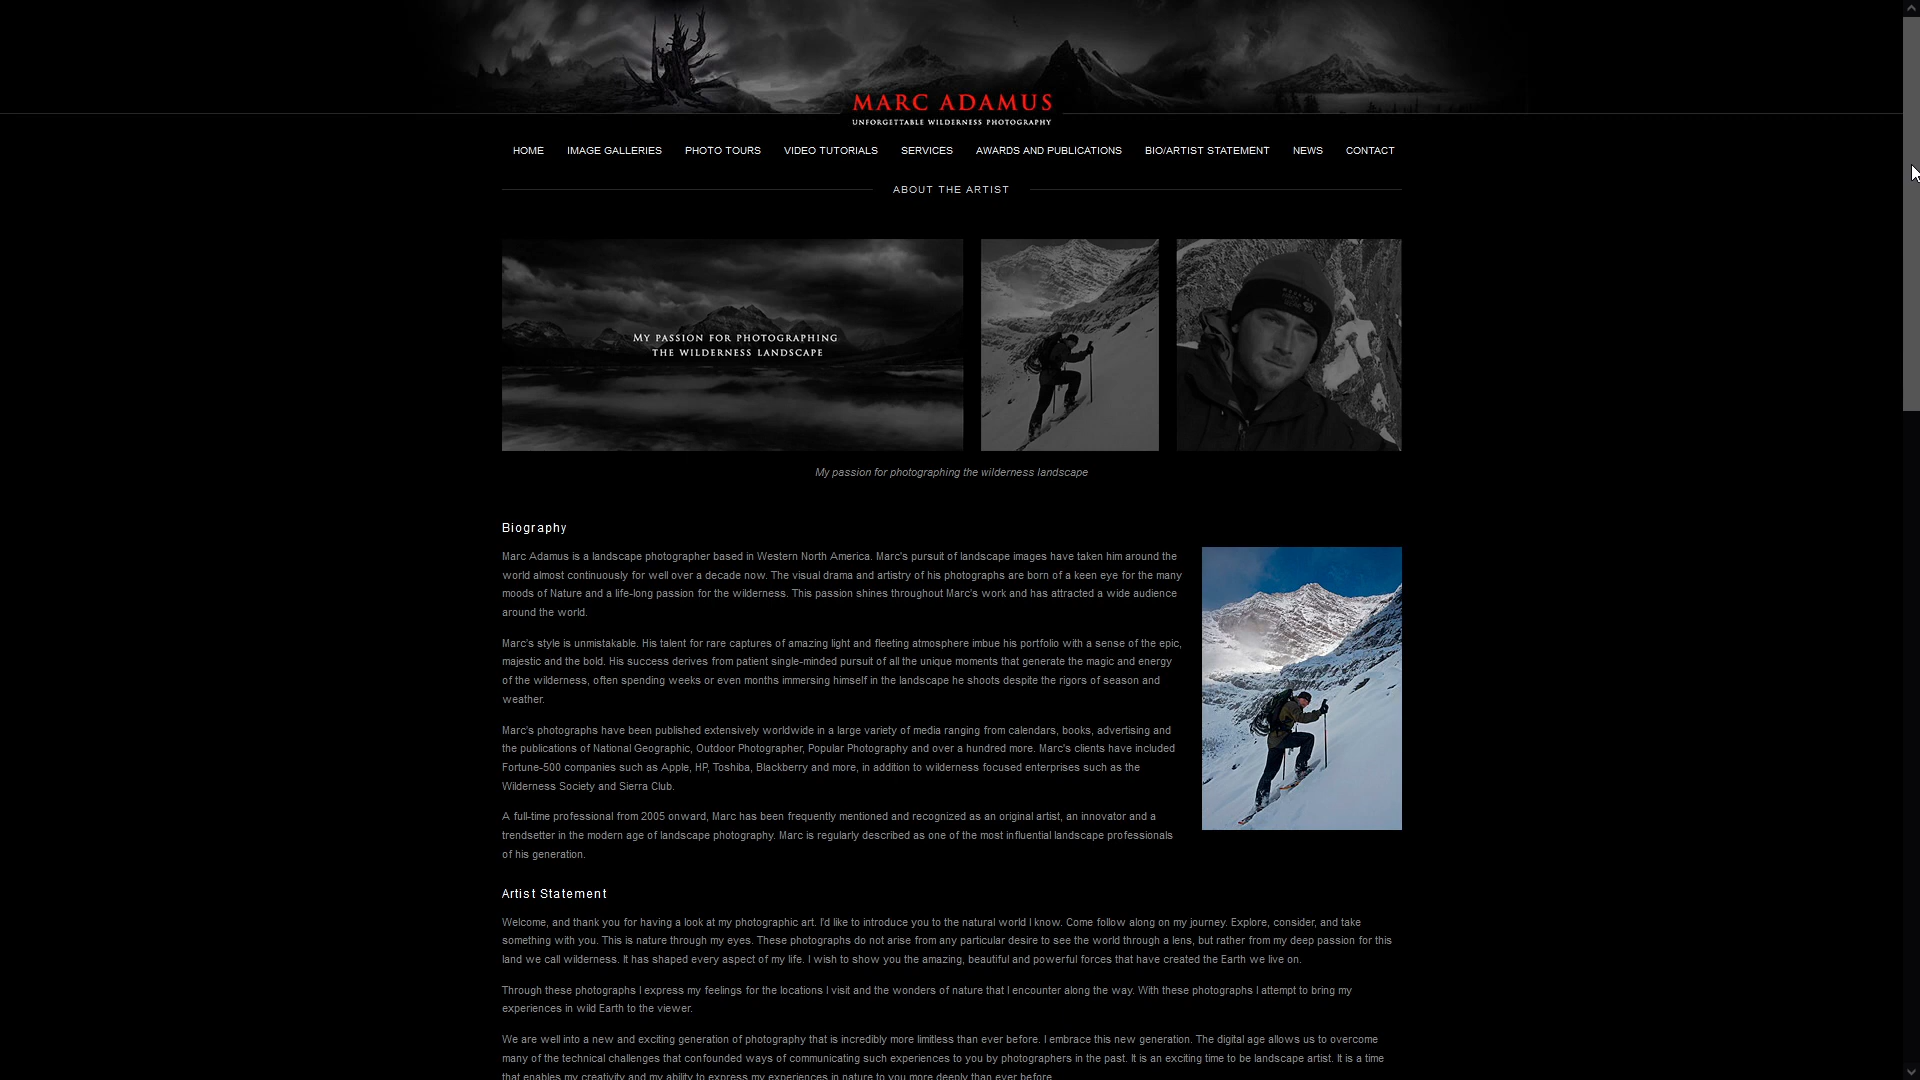 MARC ADAMUS
UNFORGETTABLE WILDERNESS PHOTOGRAPHY
HOME IMAGE GALLERIES PHOTO TOURS VIDEO TUTORIALS SERVICES AWARDS AND PUBLICATIONS BIO/ARTIST STATEMENT NEWS CONTACT
ABOUT THE ARTIST
MY PASSION FOR PHOTOGRAPHING
THE WILDERNESS LANDSCAPE
My passion for photographing the wilderness landscape
Biography
Marc Adamus is a landscape photographer based in Western North America. Marc's pursuit of landscape images have taken him around the
world almost continuously for well over a decade now. The visual drama and artistry of his photographs are born of a keen eye for the many
moods of Nature and a life-long passion for the wilderness. This passion shines throughout Marc's work and has attracted a wide audience
around the world.
Marc's style is unmistakable. His talent for rare captures of amazing light and fleeting atmosphere imbue his portfolio with a sense of the epic,
majestic and the bold. His success derives from patient single-minded pursuit of all the unique moments that generate the magic and energy
of the wilderness, often spending weeks or even months immersing himself in the landscape he shoots despite the rigors of season and
weather.
Marc's photographs have been published extensively worldwide in a large variety of media ranging from calendars, books, advertising and
the publications of National Geographic, Outdoor Photographer, Popular Photography and over a hundred more. Marc's clients have included
Fortune-500 companies such as Apple, HP, Toshiba, Blackberry and more, in addition to wilderness focused enterprises such as the
Wilderness Society and Sierra Club.
A full-time professional from 2005 onward, Marc has been frequently mentioned and recognized as an original artist, an innovator and a
trendsetter in the modern age of landscape photography. Marc is regularly described as one of the most influential landscape professionals
of his generation.
Artist Statement
Welcome, and thank you for having a look at my photographic art. I'd like to introduce you to the natural world I know. Come follow along on my journey. Explore, consider, and take
something with you. This is nature through my eyes. These photographs do not arise from any particular desire to see the world through a lens, but rather from my deep passion for this
land we call wilderness. It has shaped every aspect of my life. I wish to show you the amazing, beautiful and powerful forces that have created the Earth we live on.
Through these photographs I express my feelings for the locations I visit and the wonders of nature that I encounter along the way. With these photographs I attempt to bring my
experiences in wild Earth to the viewer.
We are well into a new and exciting generation of photography that is incredibly more limitless than ever before. I embrace this new generation. The digital age allows us to overcome
many of the technical challenges that confounded ways of communicating such experiences to you by photographers in the past. It is an exciting time to be landscape artist. It is a time
that enables my creativity and my ability to express my experiences in nature to you more deeply than ever before.